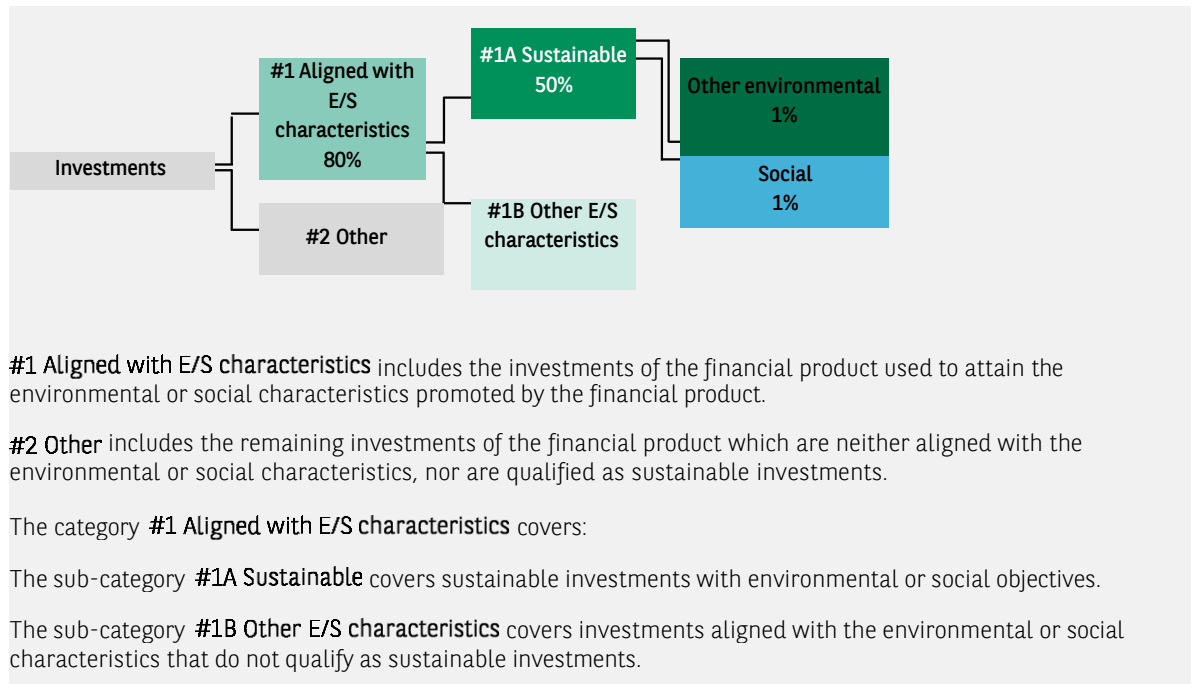 #1A Sustainable
50%
#1 Aligned with
E/S
characteristics
80%
Other environmental
1%
Investments
Social
1%
#1B Other E/S
characteristics
#2 Other
#1 Aligned with E/S characteristics includes the investments of the financial product used to attain the
environmental or social characteristics promoted by the financial product.
#2 Other includes the remaining investments of the financial product which are neither aligned with the
environmental or social characteristics, nor are qualified as sustainable investments.
The category #1 Aligned with E/S characteristics covers:
The sub-category #1A Sustainable covers sustainable investments with environmental or social objectives.
The sub-category #1B Other E/S characteristics covers investments aligned with the environmental or social
characteristics that do not qualify as sustainable investments.